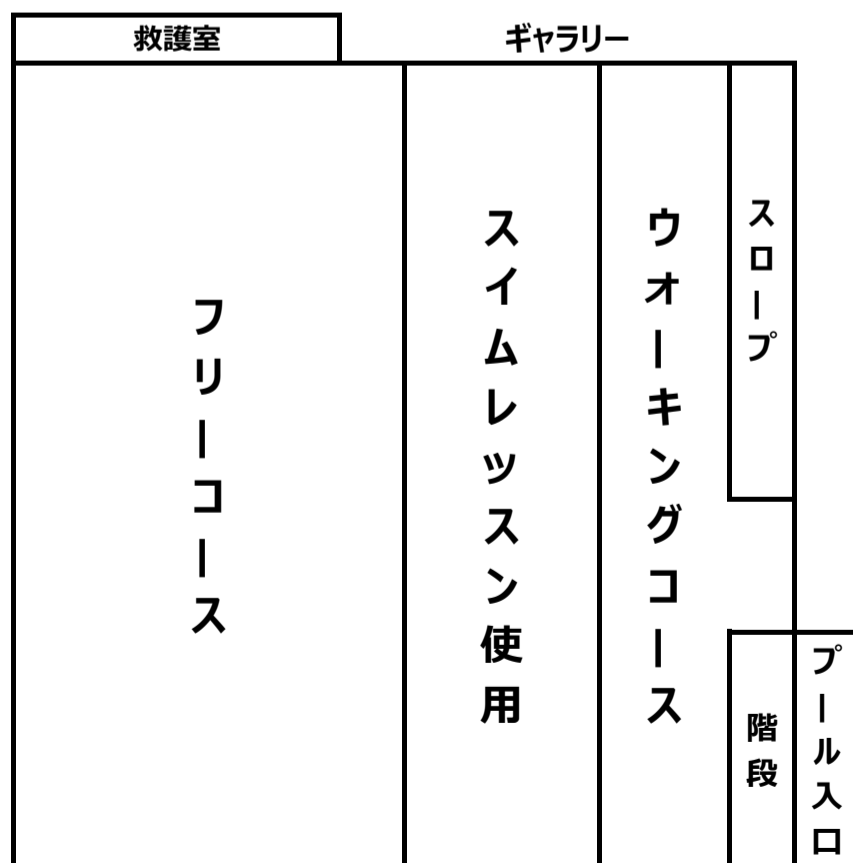 救護室
ギャラリー
フリーコース
スイムレッスン使用
ウオーキングコース
スロープ
階段
プール入口